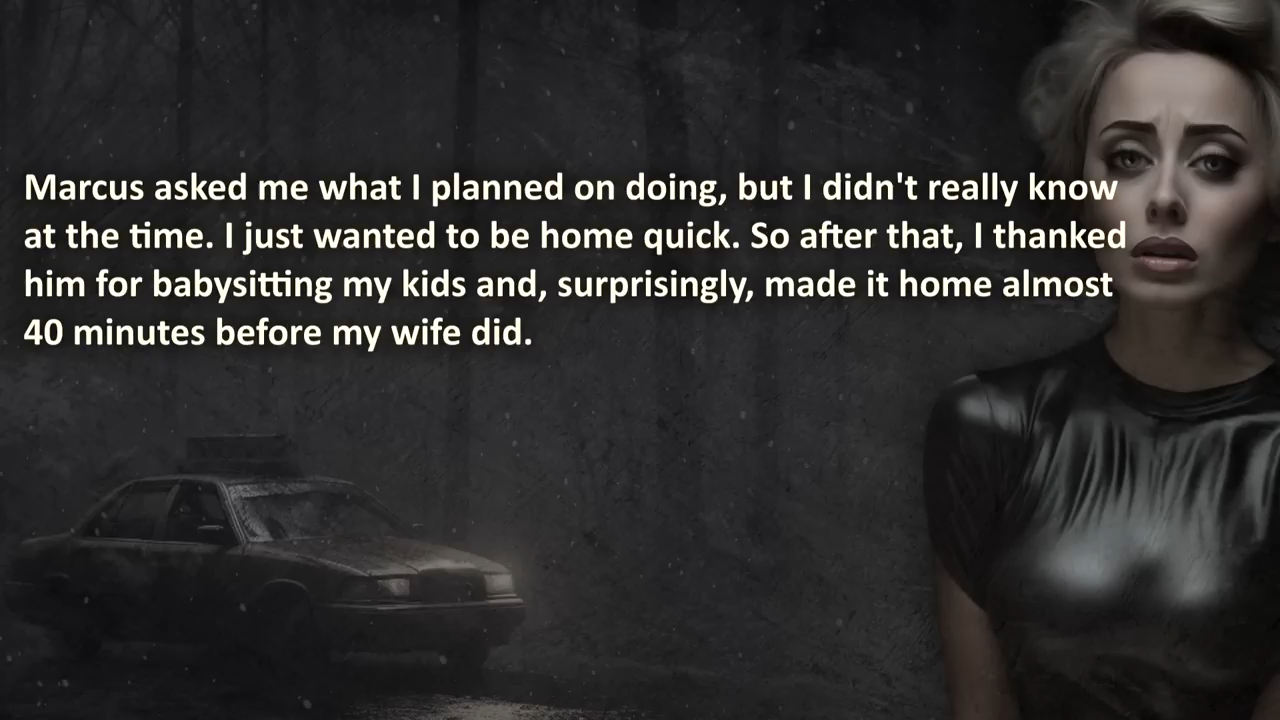 Marcus asked me what I planned on doing, but I didn't really know
at the time. I just wanted to be home quick. So after that, I thanked
him for babysitting my kids and, surprisingly, made it home almost
40 minutes before my wife did.